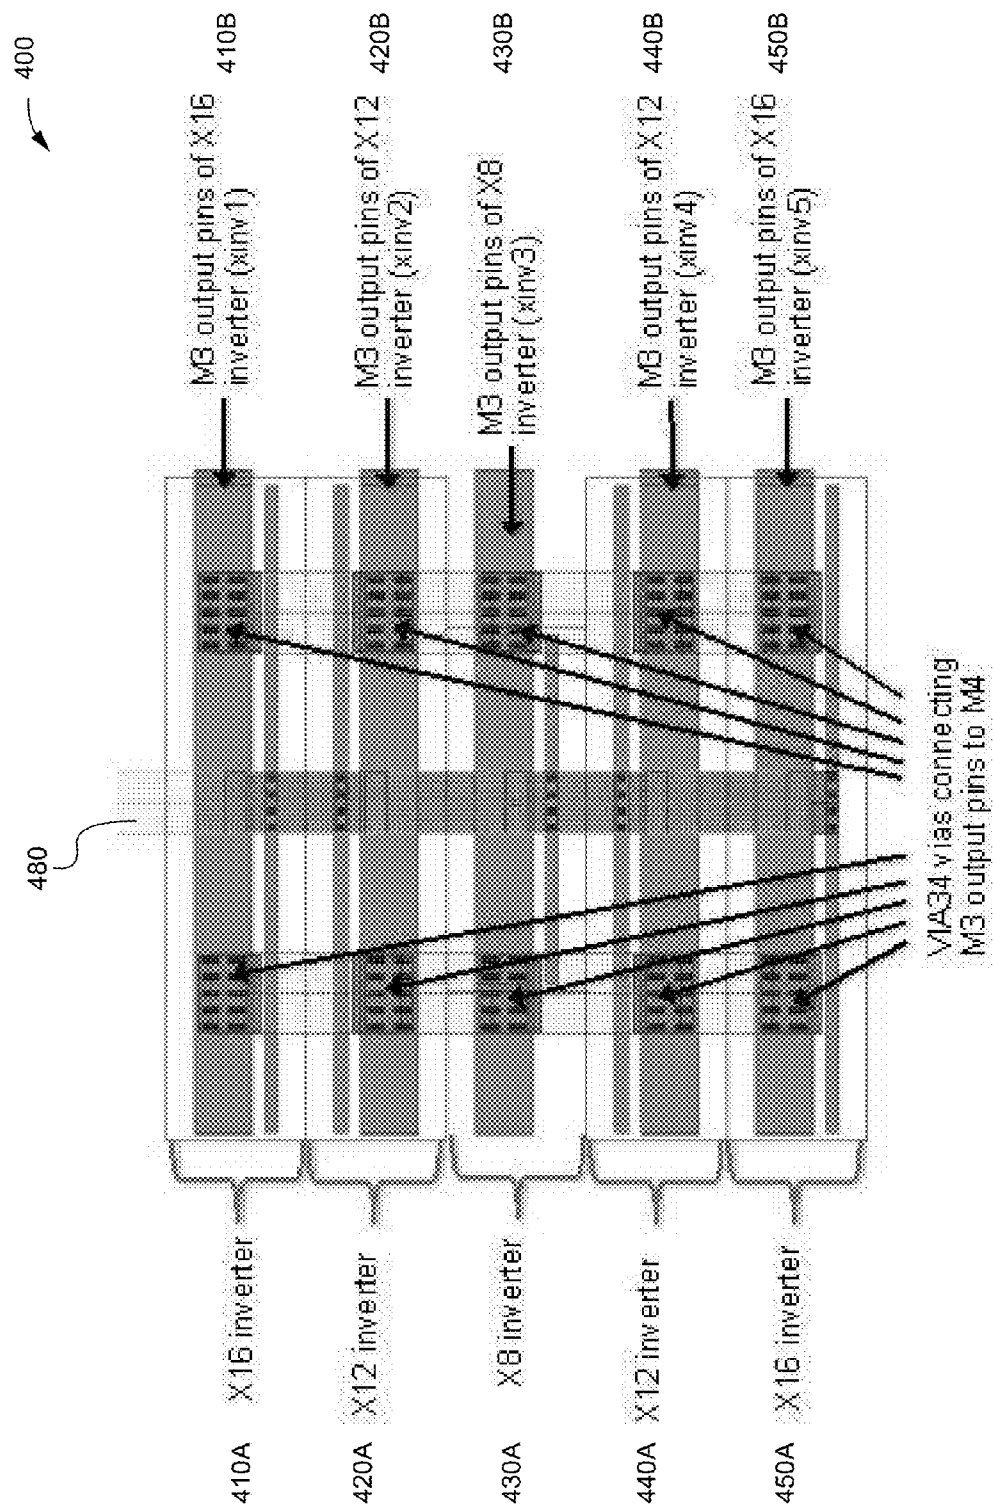 400
410A
X16 inverter
M3 output pins of X16
inverter (xinv1)
410B
420A
X12 inverter
M3 output pins of X12
inverter (xinv2)
420B
430A
X8 inverter
M3 output pins of X8
inverter (xinv3)
430B
440A
X12 inverter
M3 output pins of X12
inverter (xinv4)
440B
450A
X16 inverter
M3 output pins of X16
inverter (xinv5)
450B
480
VIA34 vias connecting
M3 output pins to M4